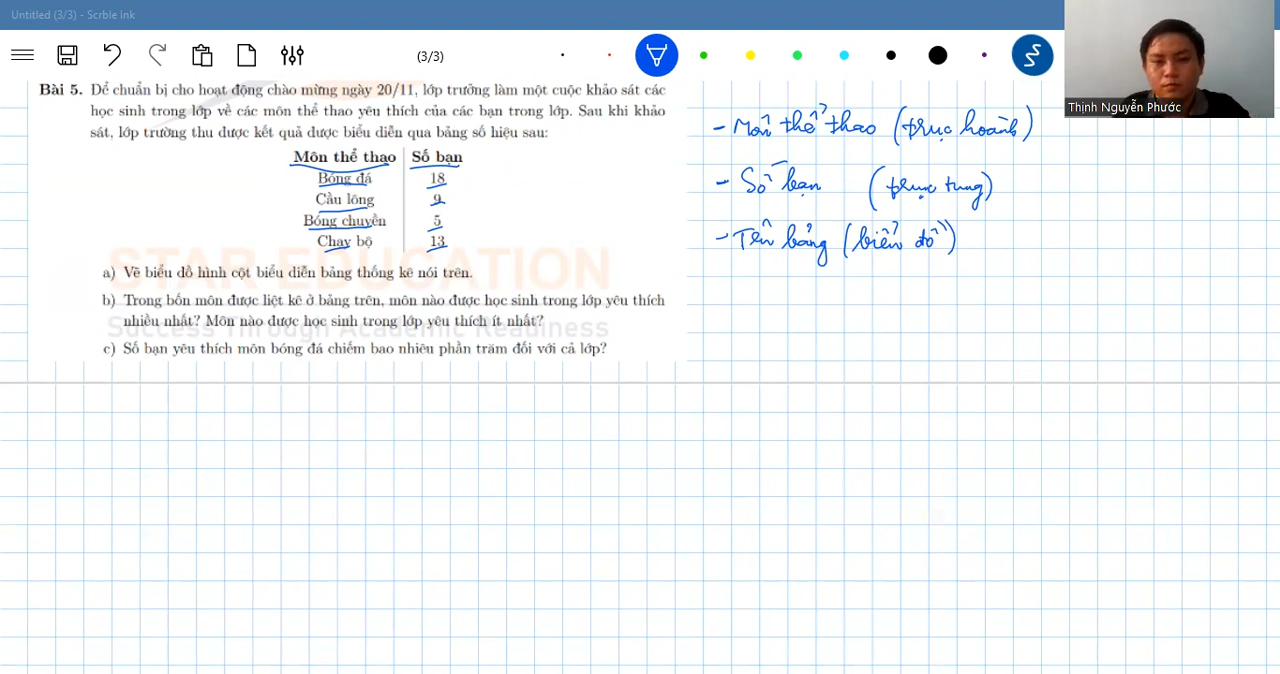 Untitled (3/3) - Scrble Ink
(3/3)
Thịnh Nguyễn Phước
Bài 5. Để chuẩn bị cho hoạt động chào mừng ngày 20/11, lớp trưởng làm một cuộc khảo sát các
học sinh trong lớp về các môn thể thao yêu thích của các bạn trong lớp. Sau khi khảo
sát, lớp trưởng thu được kết quả được biểu diễn qua bảng số hiệu sau:
Môn thể thao Số bạn
Bóng đá 18
Cầu lông 9
Bóng chuyền 5
Chạy bộ 13
STAR EDUCATION
a) Vẽ biểu đồ hình cột biểu diễn bảng thống kê nói trên.
b) Trong bốn môn được liệt kê ở bảng trên, môn nào được học sinh trong lớp yêu thích
nhiều nhất? Môn nào được học sinh trong lớp yêu thích ít nhất?
Success Through Academic Readiness
c) Số bạn yêu thích môn bóng đá chiếm bao nhiêu phần trăm đối với cả lớp?
- Môn thể thao (trục hoành)
- Số bạn (trục tung)
- Tên bảng (biểu đồ)